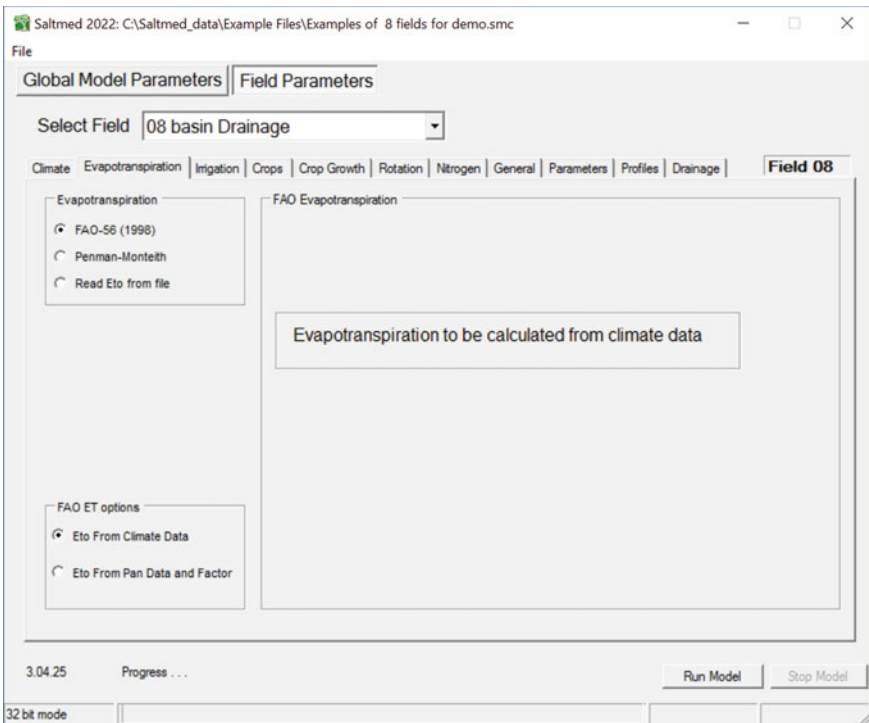 Saltmed 2022: C:\Saltmed_data\Example Files\Examples of 8 fields for demo.smc
File
Global Model Parameters Field Parameters
Select Field 08 basin Drainage
Climate Evapotranspiration Irrigation Crops Crop Growth Rotation Nitrogen General Parameters Profiles Drainage Field 08
Evapotranspiration FAO Evapotranspiration
FAO-56 (1998)
Penman-Monteith
Read Eto from file
Evapotranspiration to be calculated from climate data
FAO ET options
Eto From Climate Data
Eto From Pan Data and Factor
3.04.25 Progress . . . Run Model Stop Model
32 bit mode